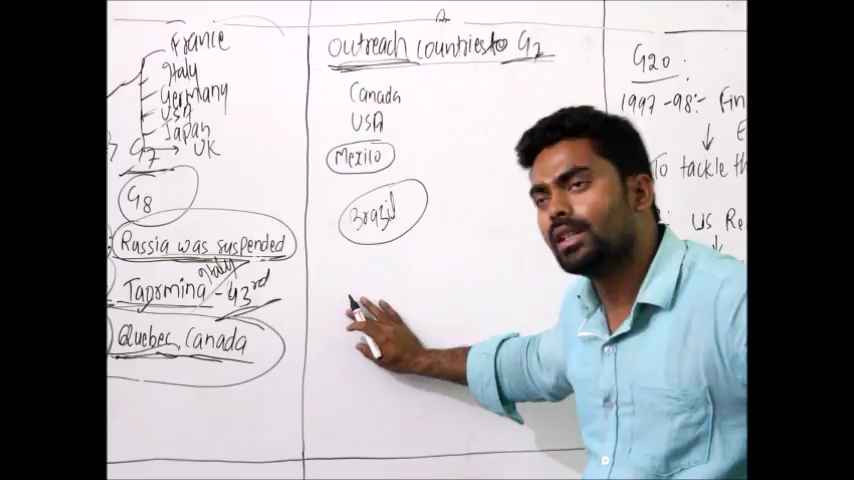 France
Italy
Germany
USA
Japan
G7 → UK
G8
Russia was suspended
Italy
Taormina - 43rd
Quebec, Canada
Outreach countries to G7
Canada
USA
Mexico
Brazil
G20
1997-98:- Fin
To tackle th
US Re